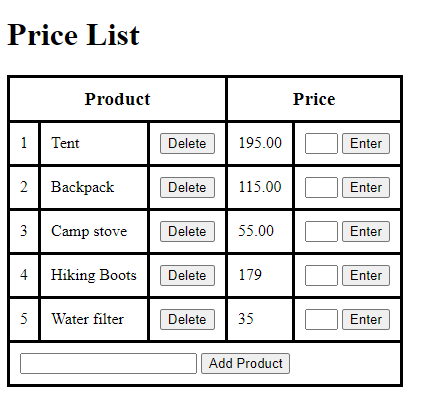 Price List
Product Price
1 Tent Delete 195.00 Enter
2 Backpack Delete 115.00 Enter
3 Camp stove Delete 55.00 Enter
4 Hiking Boots Delete 179 Enter
5 Water filter Delete 35 Enter
Add Product